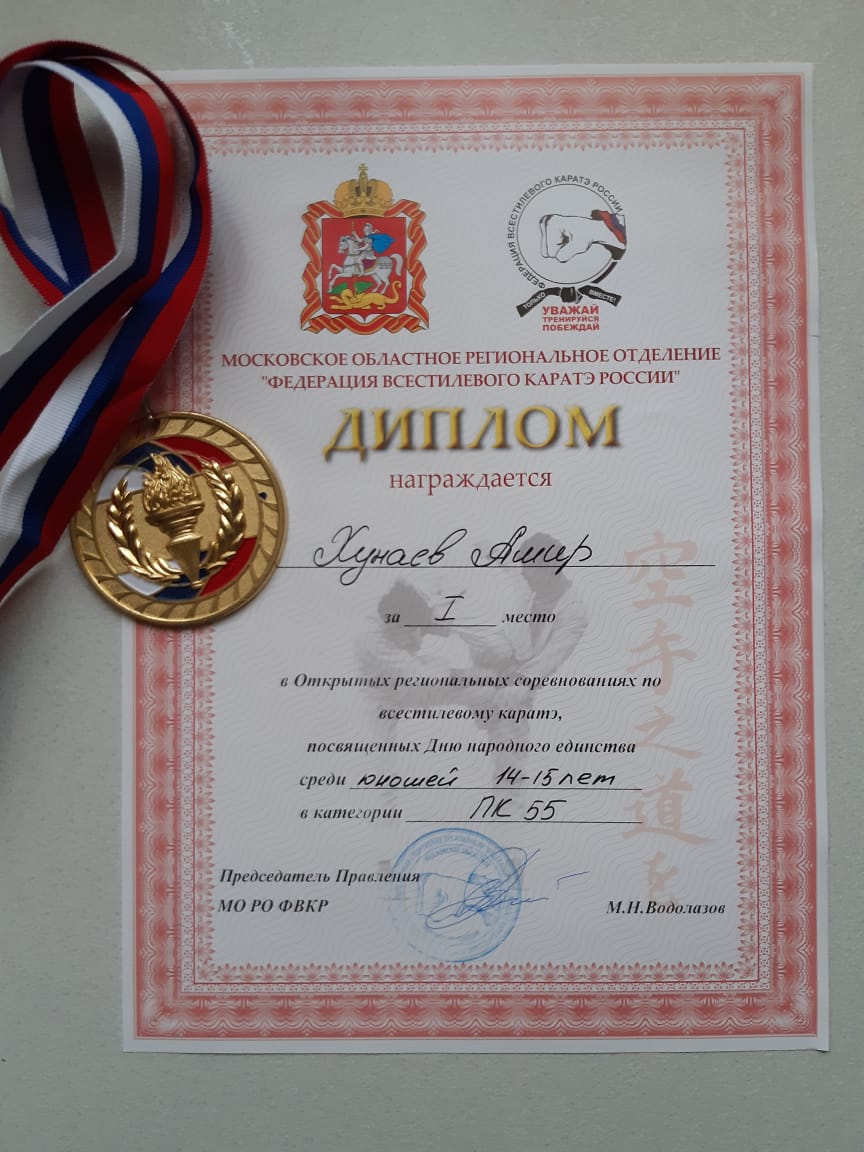 ФЕДЕРАЦИЯ ВСЕСТИЛЕВОГО КАРАТЭ РОССИИ
ТОЛЬКО ВМЕСТЕ!
УВАЖАЙ
ТРЕНИРУЙСЯ
ПОБЕЖДАЙ
МОСКОВСКОЕ ОБЛАСТНОЕ РЕГИОНАЛЬНОЕ ОТДЕЛЕНИЕ
"ФЕДЕРАЦИЯ ВСЕСТИЛЕВОГО КАРАТЭ РОССИИ"
ДИПЛОМ
награждается
Хунаев Амир
за I место
в Открытых региональных соревнованиях по
всестилевому каратэ,
посвященных Дню народного единства
среди юношей 14-15 лет
в категории ПК 55
空手之道
Председатель Правления
МО РО ФВКР М.Н.Водолазов